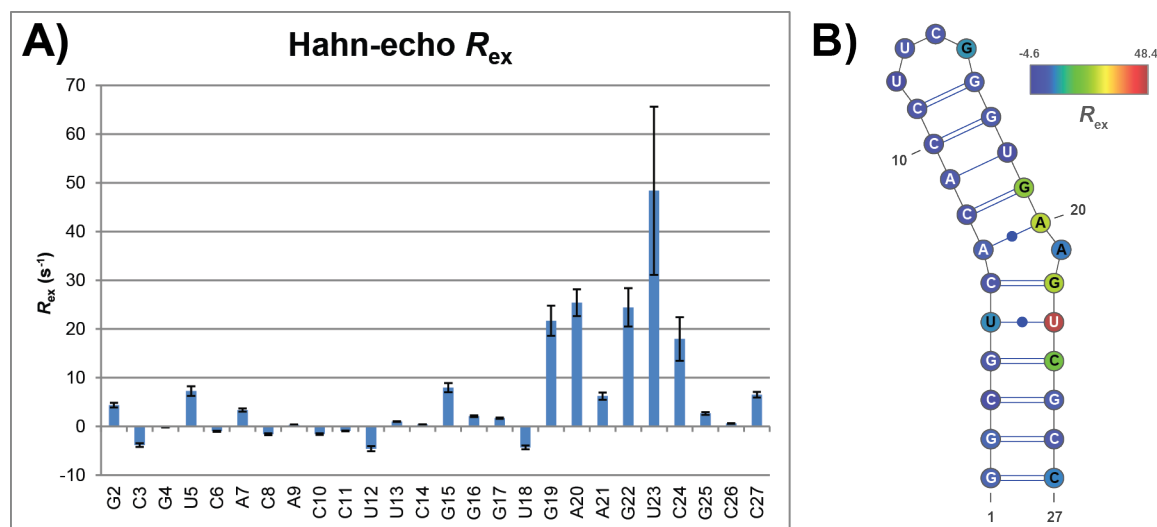 A)
Hahn-echo Rex
70
60
50
40
30
20
10
0
-10
Rex (s-1)
G2 C3 G4 U5 C6 A7 C8 A9 C10 C11 U12 U13 C14 G15 G16 G17 U18 G19 A20 A21 G22 U23 C24 G25 C26 C27
B)
-4.6 48.4
Rex
U C G
U G
C G
10 C U
A G
C A 20
A A
C G
U U
G C
C G
G C
G C
1 27